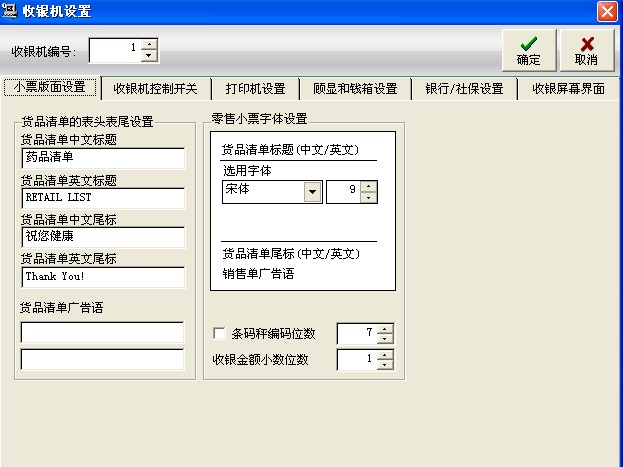 收银机设置
收银机编号: 1
确定
取消
小票版面设置 收银机控制开关 打印机设置 顾显和钱箱设置 银行/社保设置 收银屏幕界面
货品清单的表头表尾设置
货品清单中文标题
药品清单
货品清单英文标题
RETAIL LIST
货品清单中文尾标
祝您健康
货品清单英文尾标
Thank You!
货品清单广告语
零售小票字体设置
货品清单标题(中文/英文)
选用字体
宋体 9
货品清单尾标(中文/英文)
销售单广告语
条码秤编码位数 7
收银金额小数位数 1